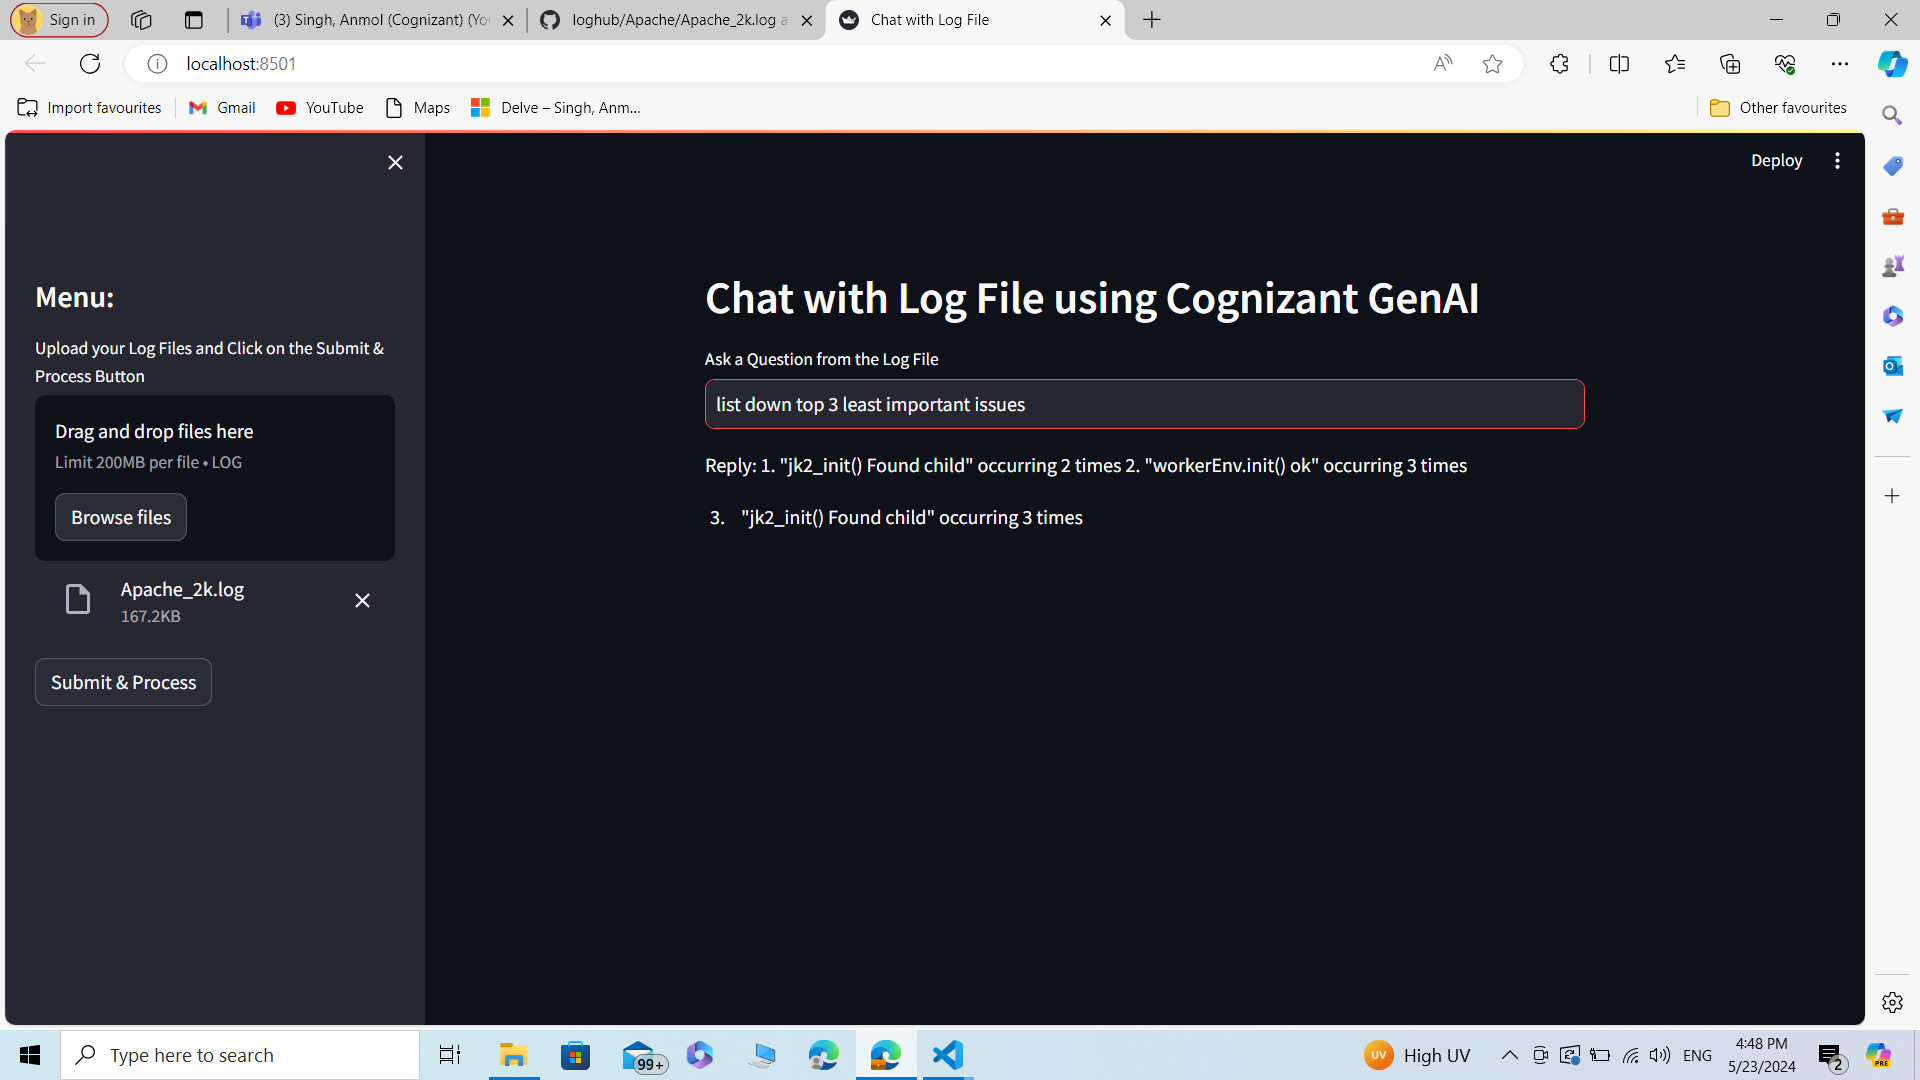 Sign in
(3) Singh, Anmol (Cognizant) (Yo
loghub/Apache/Apache_2k.log a
Chat with Log File
localhost:8501
Import favourites
Gmail
YouTube
Maps
Delve – Singh, Anm...
Other favourites
Deploy
Menu:
Upload your Log Files and Click on the Submit &
Process Button
Drag and drop files here
Limit 200MB per file • LOG
Browse files
Apache_2k.log
167.2KB
Submit & Process
Chat with Log File using Cognizant GenAI
Ask a Question from the Log File
list down top 3 least important issues
Reply: 1. "jk2_init() Found child" occurring 2 times 2. "workerEnv.init() ok" occurring 3 times
3. "jk2_init() Found child" occurring 3 times
Type here to search
99+
UV
High UV
ENG
4:48 PM
5/23/2024
2
PRE